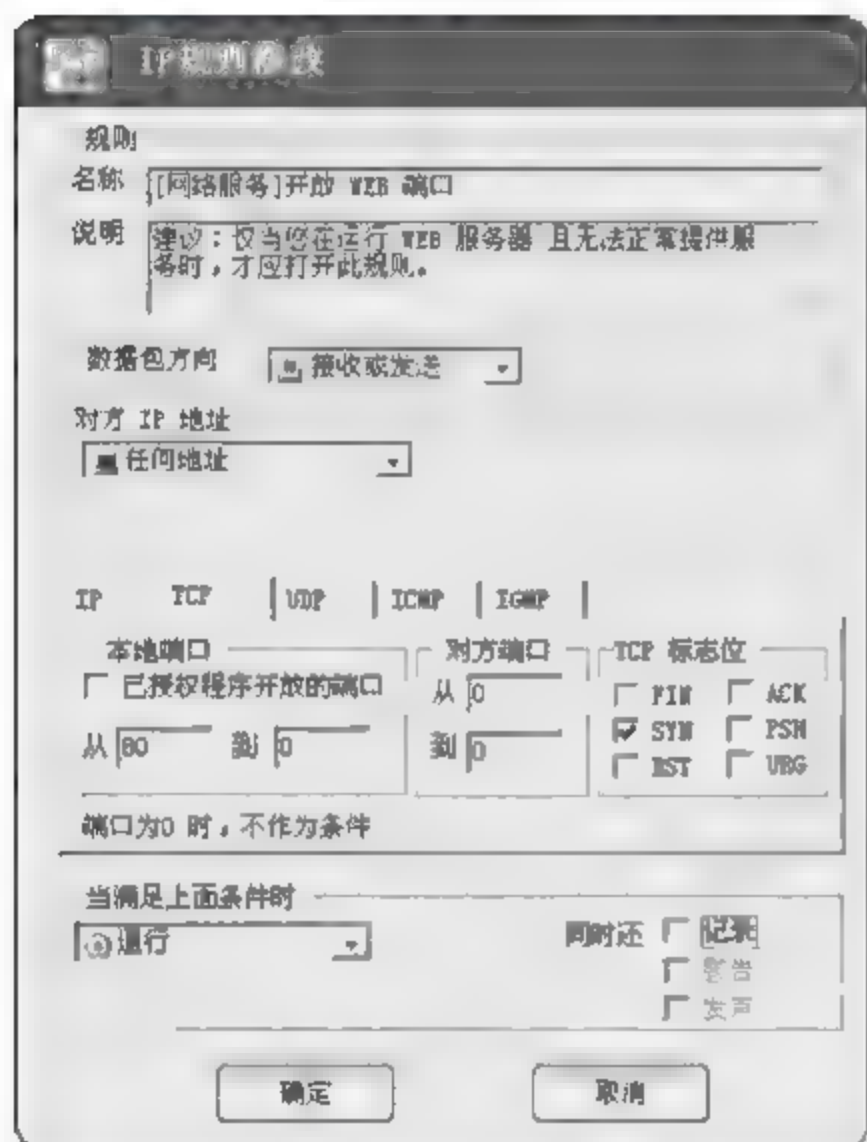 IP规则修改
规则
名称 [网络服务]开放 WEB 端口
说明 建议：仅当您在运行 WEB 服务器 且无法正常提供服
务时，才应打开此规则。
数据包方向 接收或发送
对方 IP 地址
任何地址
IP TCP UDP ICMP IGMP
本地端口 对方端口 TCP 标志位
已授权程序开放的端口 从 0 FIN ACK
从 80 到 0 到 0 SYN PSH
RST URG
端口为0 时，不作为条件
当满足上面条件时
通行 同时还 记录
警告
发声
确定 取消